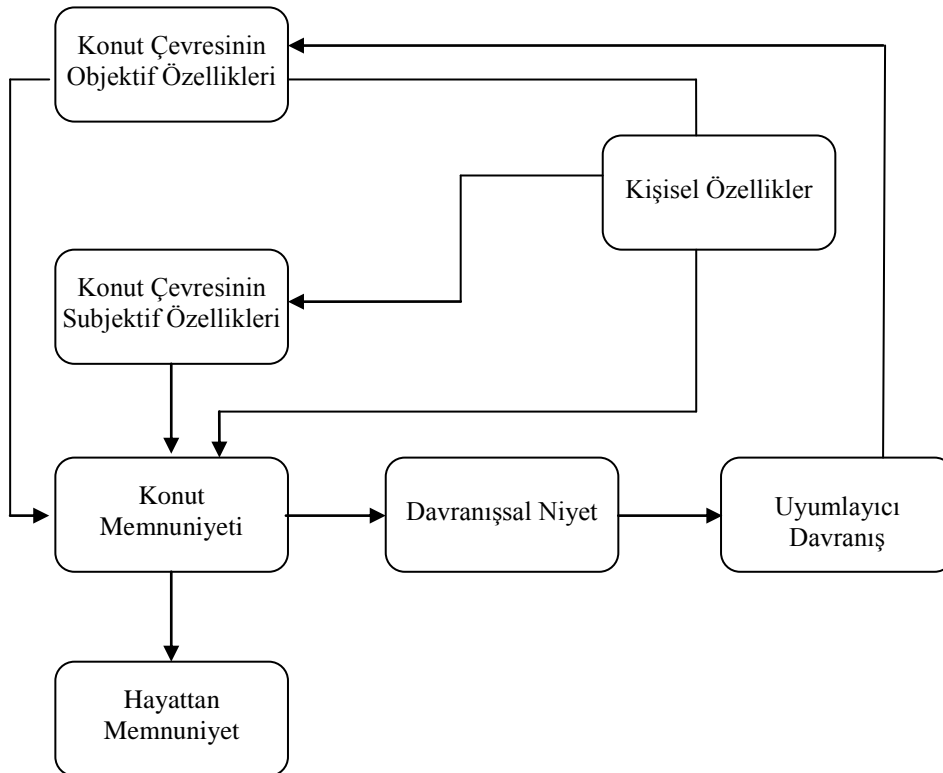 Konut Çevresinin
Objektif Özellikleri
Kişisel Özellikler
Konut Çevresinin
Subjektif Özellikleri
Konut
Memnuniyeti
Davranışsal Niyet
Uyumlayıcı
Davranış
Hayattan
Memnuniyet